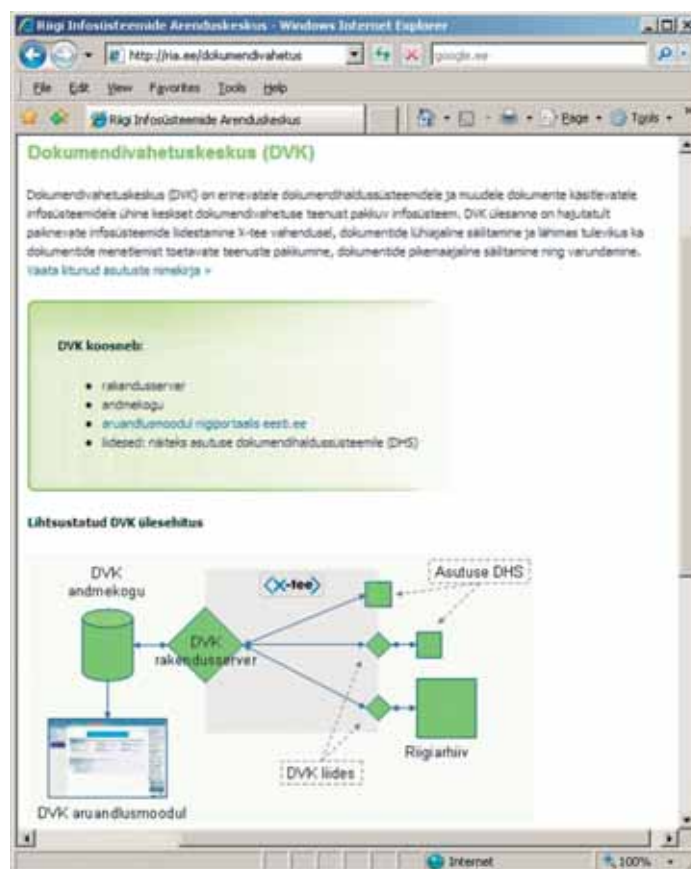 Riigi Infosüsteemide Arenduskeskus - Windows Internet Explorer
http://ria.ee/dokumendivahetus
google.ee
File Edit View Favorites Tools Help
Riigi Infosüsteemide Arenduskeskus
Page Tools
Dokumendivahetuskeskus (DVK)
Dokumendivahetuskeskus (DVK) on erinevatele dokumendihaldussüsteemidele ja muudele dokumente käsitlevatele
infosüsteemidele ühine keskset dokumendivahetuse teenust pakkuv infosüsteem. DVK ülesanne on hajutatult
paiknevate infosüsteemide liidestamine X-tee vahendusel, dokumentide lühiajaline säilitamine ja lähimas tulevikus ka
dokumentide menetlemist toetavate teenuste pakkumine, dokumentide pikemaajaline säilitamine ning varundamine.
Vaata liitunud asutuste nimekirja »
DVK koosneb:
• rakendusserver
• andmekogu
• aruandlusmoodul riigiportaalis eesti.ee
• liidesed: näiteks asutuse dokumendihaldussüsteemile (DHS)
Lihtsustatud DVK ülesehitus
DVK
andmekogu
x-tee
Asutuse DHS
DVK
rakendusserver
Riigiarhiiv
DVK liides
DVK aruandlusmoodul
Internet 100%